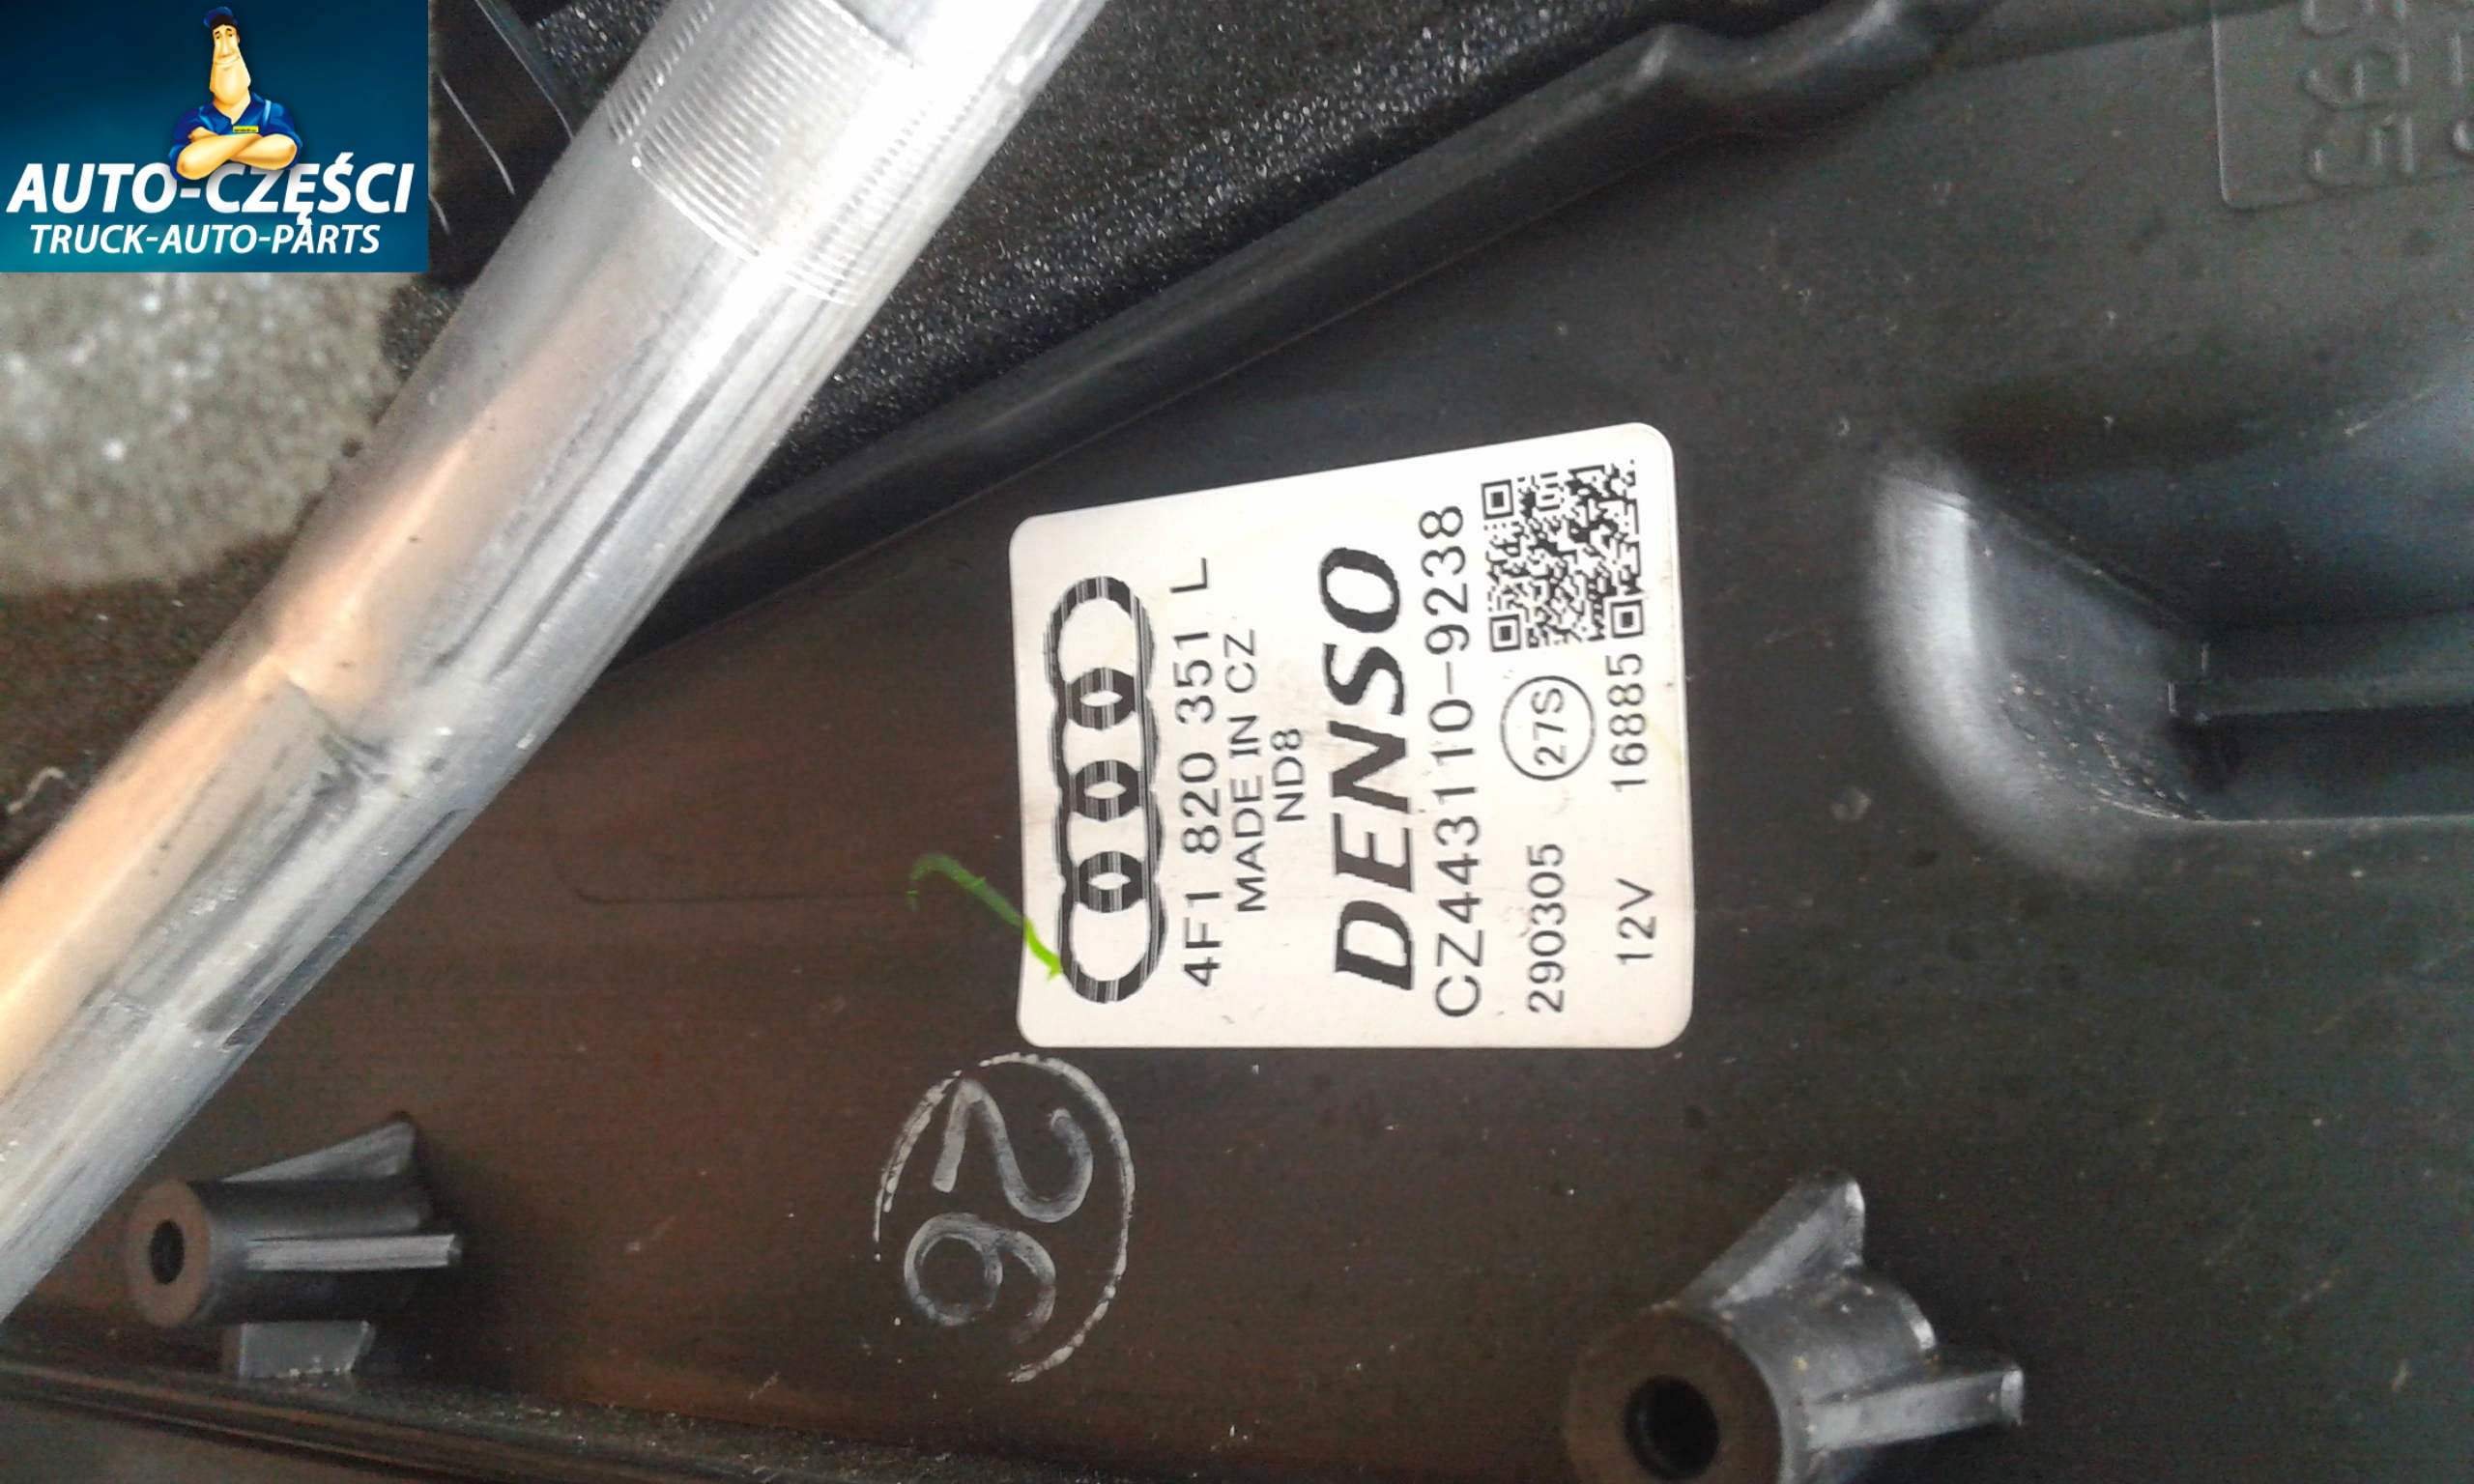 AUTO-CZĘŚCI
TRUCK-AUTO-PARTS
4F1 820 351 L
MADE IN CZ
ND8
DENSO
CZ443110-9238
290305 27S
12V 16885
26